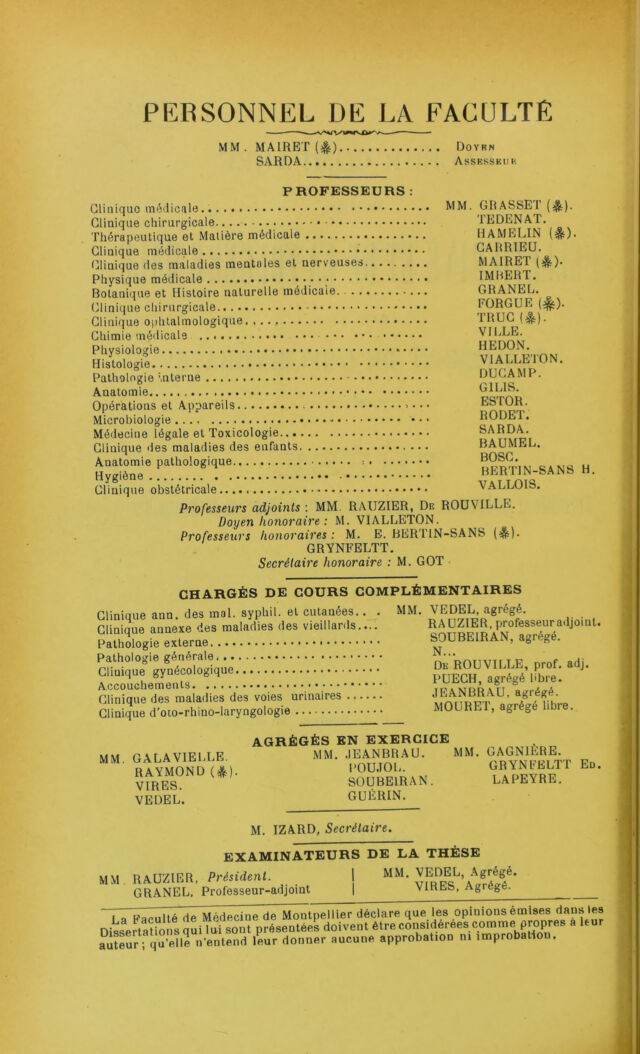 PERSONNEL DE LA FACULTÉ
MM. MAIRET (✻).............. DOYEN
SARDA.................... ASSESSEUR
PROFESSEURS :
Clinique médicale.................................. MM. GRASSET (✻).
Clinique chirurgicale................................ TEDENAT.
Thérapeutique et Matière médicale ................. HAMELIN (✻).
Clinique médicale .................................. CARRIEU.
Clinique des maladies mentales et nerveuses......... MAIRET (✻).
Physique médicale .................................. IMBERT.
Botanique et Histoire naturelle médicale............. GRANEL.
Clinique chirurgicale................................ FORGUE (✻).
Clinique ophtalmologique............................ TRUC (✻).
Chimie médicale .................................... VILLE.
Physiologie......................................... HEDON.
Histologie.......................................... VIALLETON.
Pathologie interne .................................. DUCAMP.
Anatomie............................................ GILIS.
Opérations et Appareils............................. ESTOR.
Microbiologie ...................................... RODET.
Médecine légale et Toxicologie...................... SARDA.
Clinique des maladies des enfants................... BAUMEL.
Anatomie pathologique............................... BOSC.
Hygiène ............................................ BERTIN-SANS H.
Clinique obstétricale................................ VALLOIS.
Professeurs adjoints : MM. RAUZIER, DE ROUVILLE.
Doyen honoraire : M. VIALLETON.
Professeurs honoraires : M. E. BERTIN-SANS (✻).
GRYNFELTT.
Secrétaire honoraire : M. GOT
CHARGÉS DE COURS COMPLÉMENTAIRES
Clinique ann. des mal. syphil. et cutanées.. . MM. VEDEL, agrégé.
Clinique annexe des maladies des vieillards.... RAUZIER, professeur adjoint.
Pathologie externe........................... SOUBEIRAN, agrégé.
Pathologie générale.......................... N...
Clinique gynécologique....................... DE ROUVILLE, prof. adj.
Accouchements. .............................. PUECH, agrégé libre.
Clinique des maladies des voies urinaires ...... JEANBRAU, agrégé.
Clinique d'oto-rhino-laryngologie .............. MOURET, agrégé libre.
AGRÉGÉS EN EXERCICE
MM. GALAVIELLE. MM. JEANBRAU. MM. GAGNIÈRE.
RAYMOND (✻). POUJOL. GRYNFELTT ED.
VIRES. SOUBEIRAN. LAPEYRE.
VEDEL. GUÉRIN.
M. IZARD, Secrétaire.
EXAMINATEURS DE LA THÈSE
MM. RAUZIER, Président. | MM. VEDEL, Agrégé.
GRANEL, Professeur-adjoint | VIRES, Agrégé.
La Faculté de Médecine de Montpellier déclare que les opinions émises dans les
Dissertations qui lui sont présentées doivent être considérées comme propres à leur
auteur ; qu'elle n'entend leur donner aucune approbation ni improbation.